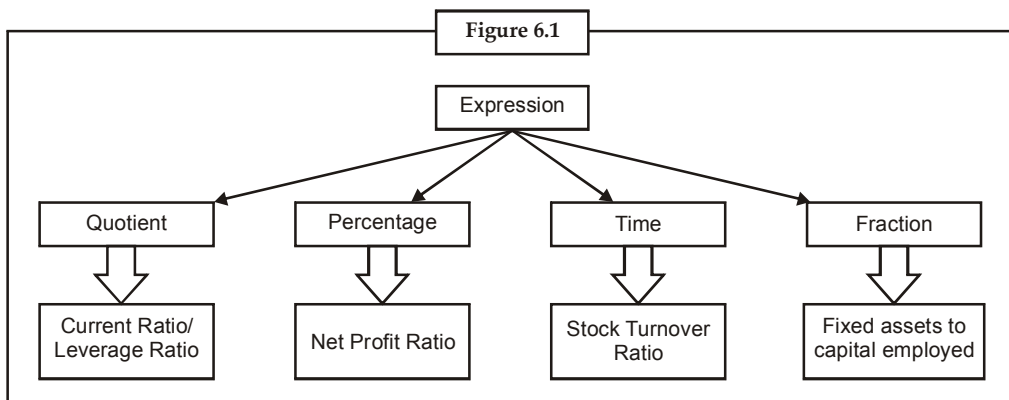 Figure 6.1
Expression
Quotient
Percentage
Time
Fraction
Current Ratio/
Leverage Ratio
Net Profit Ratio
Stock Turnover
Ratio
Fixed assets to
capital employed